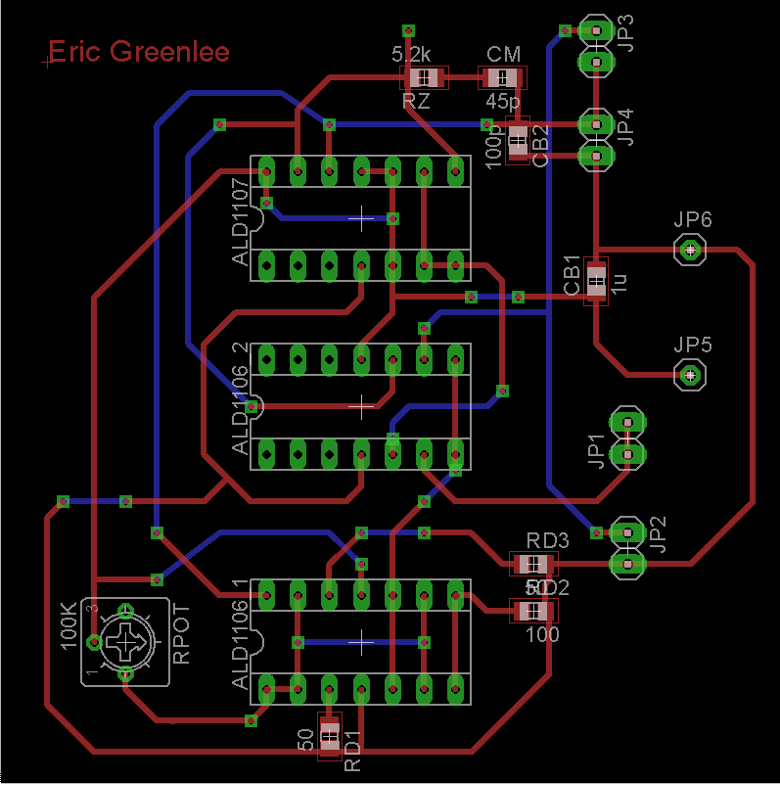 Eric Greenlee
JP3
5.2k
CM
RZ
45p
JP4
100p
CB2
ALD1107
JP6
CB1
1u
JP5
ALD1106_2
JP1
JP2
RD3
50
RD2
100
ALD1106_1
100K
3
1
RPOT
50
RD1